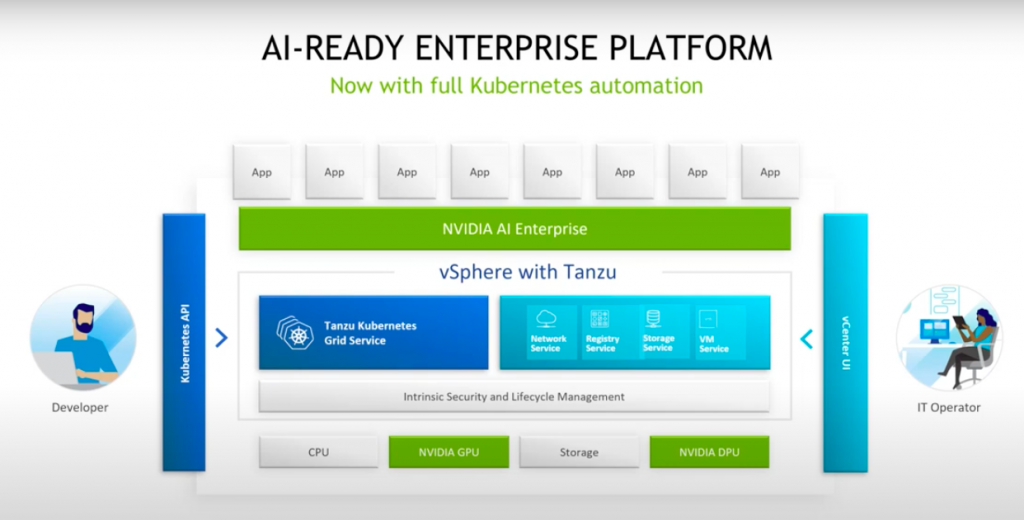 AI-READY ENTERPRISE PLATFORM
Now with full Kubernetes automation
App App App App App App App App
NVIDIA AI Enterprise
vSphere with Tanzu
Kubernetes API
Tanzu Kubernetes
Grid Service
Network
Service
Registry
Service
Storage
Service
VM
Service
vCenter UI
Intrinsic Security and Lifecycle Management
Developer
IT Operator
CPU
NVIDIA GPU
Storage
NVIDIA DPU